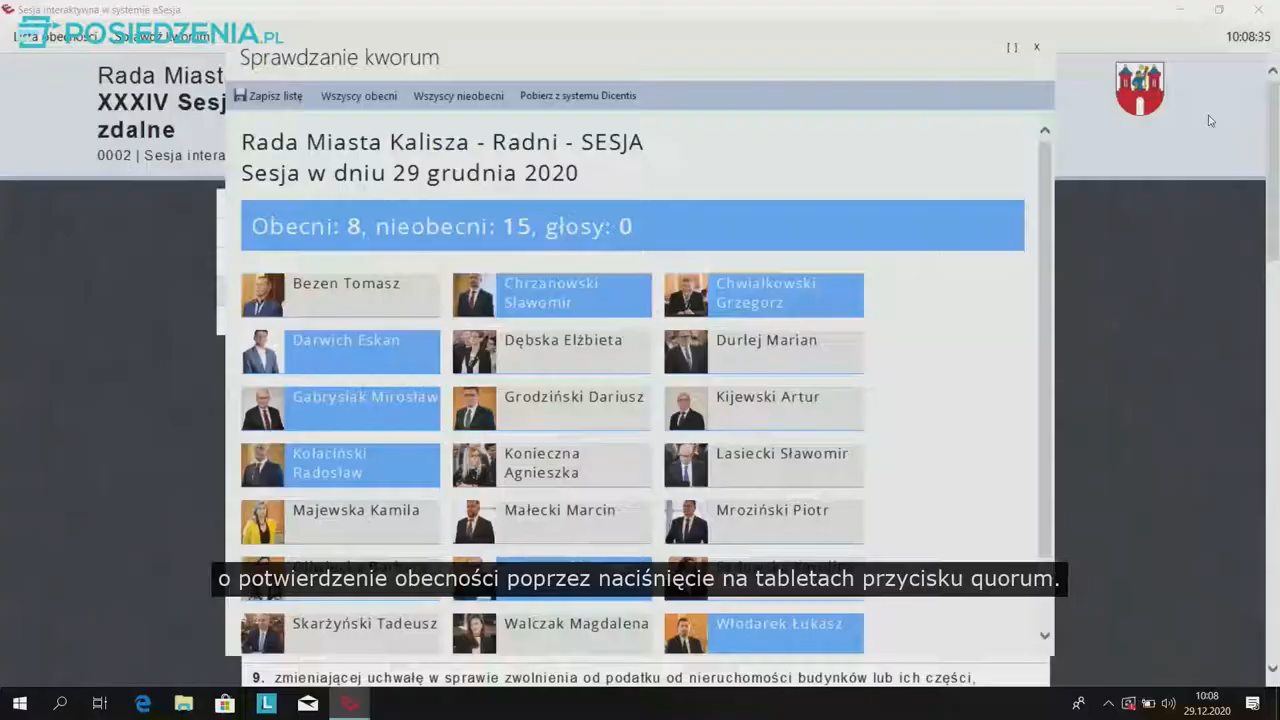 Sesja interaktywna w systemie eSesja
POSIEDZENIA.PL
Lista obecności Sprawdź kworum
10:08:35
Sprawdzanie kworum
Rada Miast
XXXIV Sesj
zdalne
0002 | Sesja intera
Zapisz listę Wszyscy obecni Wszyscy nieobecni Pobierz z systemu Dicentis
Rada Miasta Kalisza - Radni - SESJA
Sesja w dniu 29 grudnia 2020
Obecni: 8, nieobecni: 15, głosy: 0
Bezen Tomasz
Chrzanowski
Sławomir
Chwiałkowski
Grzegorz
Darwich Eskan
Dębska Elżbieta
Durlej Marian
Gabrysiak Mirosław
Grodziński Dariusz
Kijewski Artur
Kołaciński
Radosław
Konieczna
Agnieszka
Lasiecki Sławomir
Majewska Kamila
Małecki Marcin
Mroziński Piotr
o potwierdzenie obecności poprzez naciśnięcie na tabletach przycisku quorum.
Skarżyński Tadeusz
Walczak Magdalena
Włodarek Łukasz
9. zmieniającej uchwałę w sprawie zwolnienia od podatku od nieruchomości budynków lub ich części,
10:08
29.12.2020